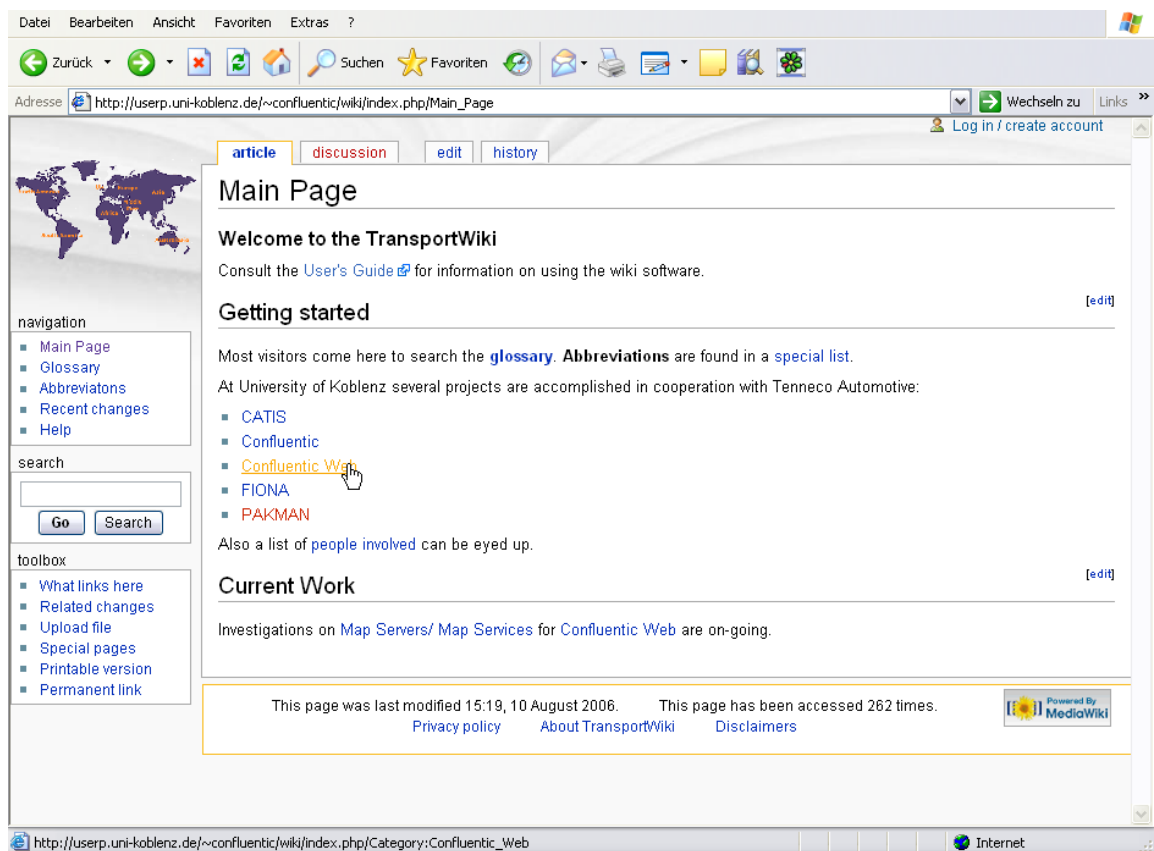 Datei Bearbeiten Ansicht Favoriten Extras ?
Zurück Suchen Favoriten
Adresse http://userp.uni-koblenz.de/~confluentic/wiki/index.php/Main_Page Wechseln zu Links »
Log in / create account
article discussion edit history
Main Page
Welcome to the TransportWiki
Consult the User's Guide for information on using the wiki software.
Getting started [edit]
Most visitors come here to search the glossary. Abbreviations are found in a special list.
At University of Koblenz several projects are accomplished in cooperation with Tenneco Automotive:
CATIS
Confluentic
Confluentic Web
FIONA
PAKMAN
Also a list of people involved can be eyed up.
Current Work [edit]
Investigations on Map Servers/ Map Services for Confluentic Web are on-going.
navigation
Main Page
Glossary
Abbreviatons
Recent changes
Help
search
Go Search
toolbox
What links here
Related changes
Upload file
Special pages
Printable version
Permanent link
This page was last modified 15:19, 10 August 2006. This page has been accessed 262 times.
Privacy policy About TransportWiki Disclaimers
Powered By
MediaWiki
http://userp.uni-koblenz.de/~confluentic/wiki/index.php/Category:Confluentic_Web Internet